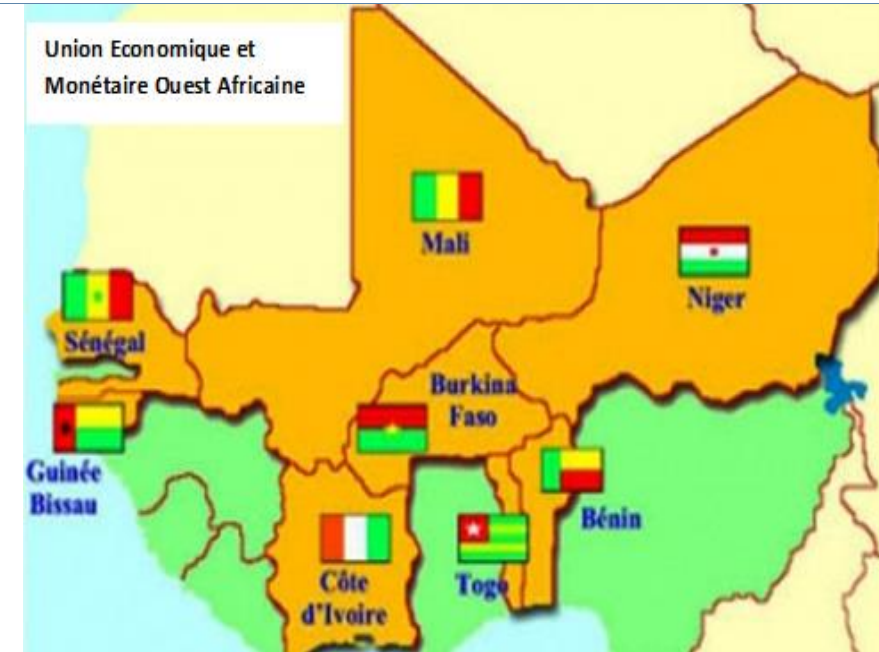 Union Economique et
Monétaire Ouest Africaine
Mali
Niger
Sénégal
Burkina
Faso
Guinée
Bissau
Bénin
Côte
d'Ivoire
Togo